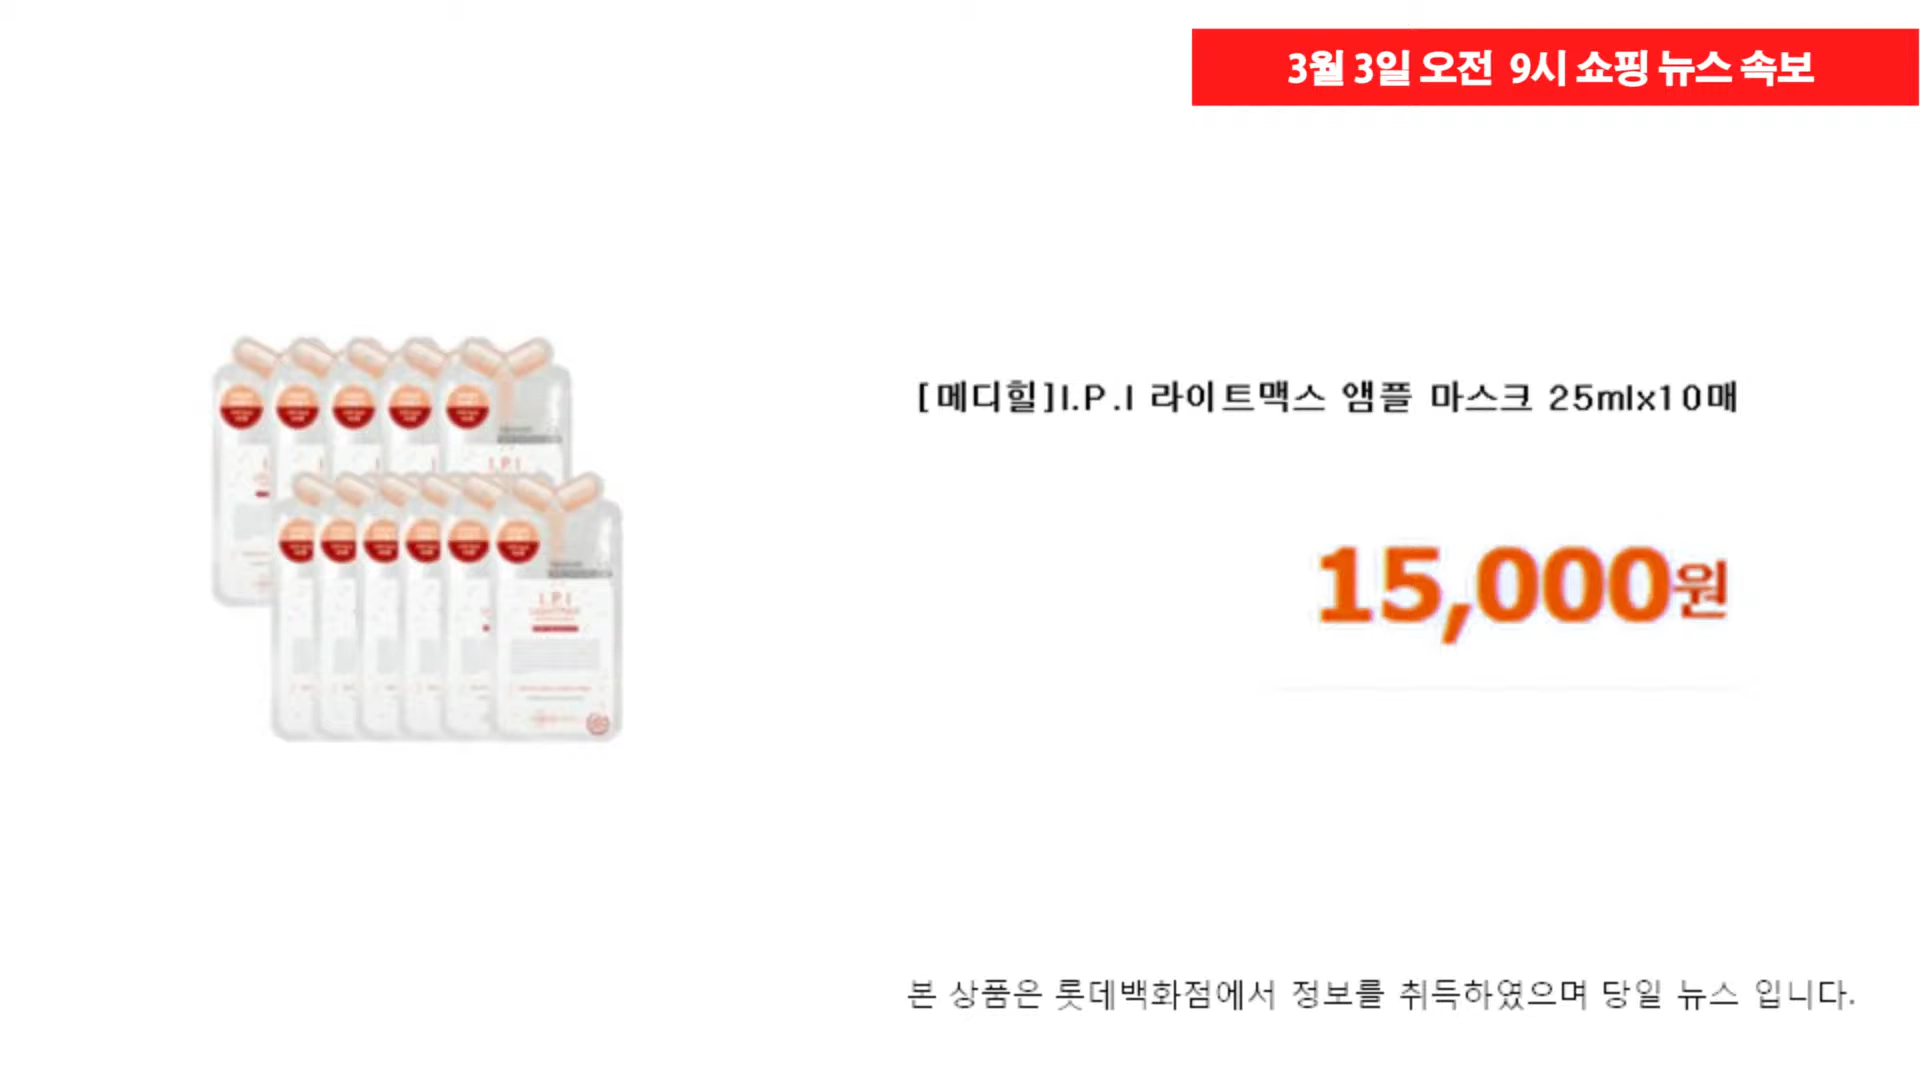 3월 3일 오전 9시 쇼핑 뉴스 속보
[메디힐]I.P.I 라이트맥스 앰플 마스크 25mlx10매
I.P.I
15,000원
I.P.I
본 상품은 롯데백화점에서 정보를 취득하였으며 당일 뉴스 입니다.